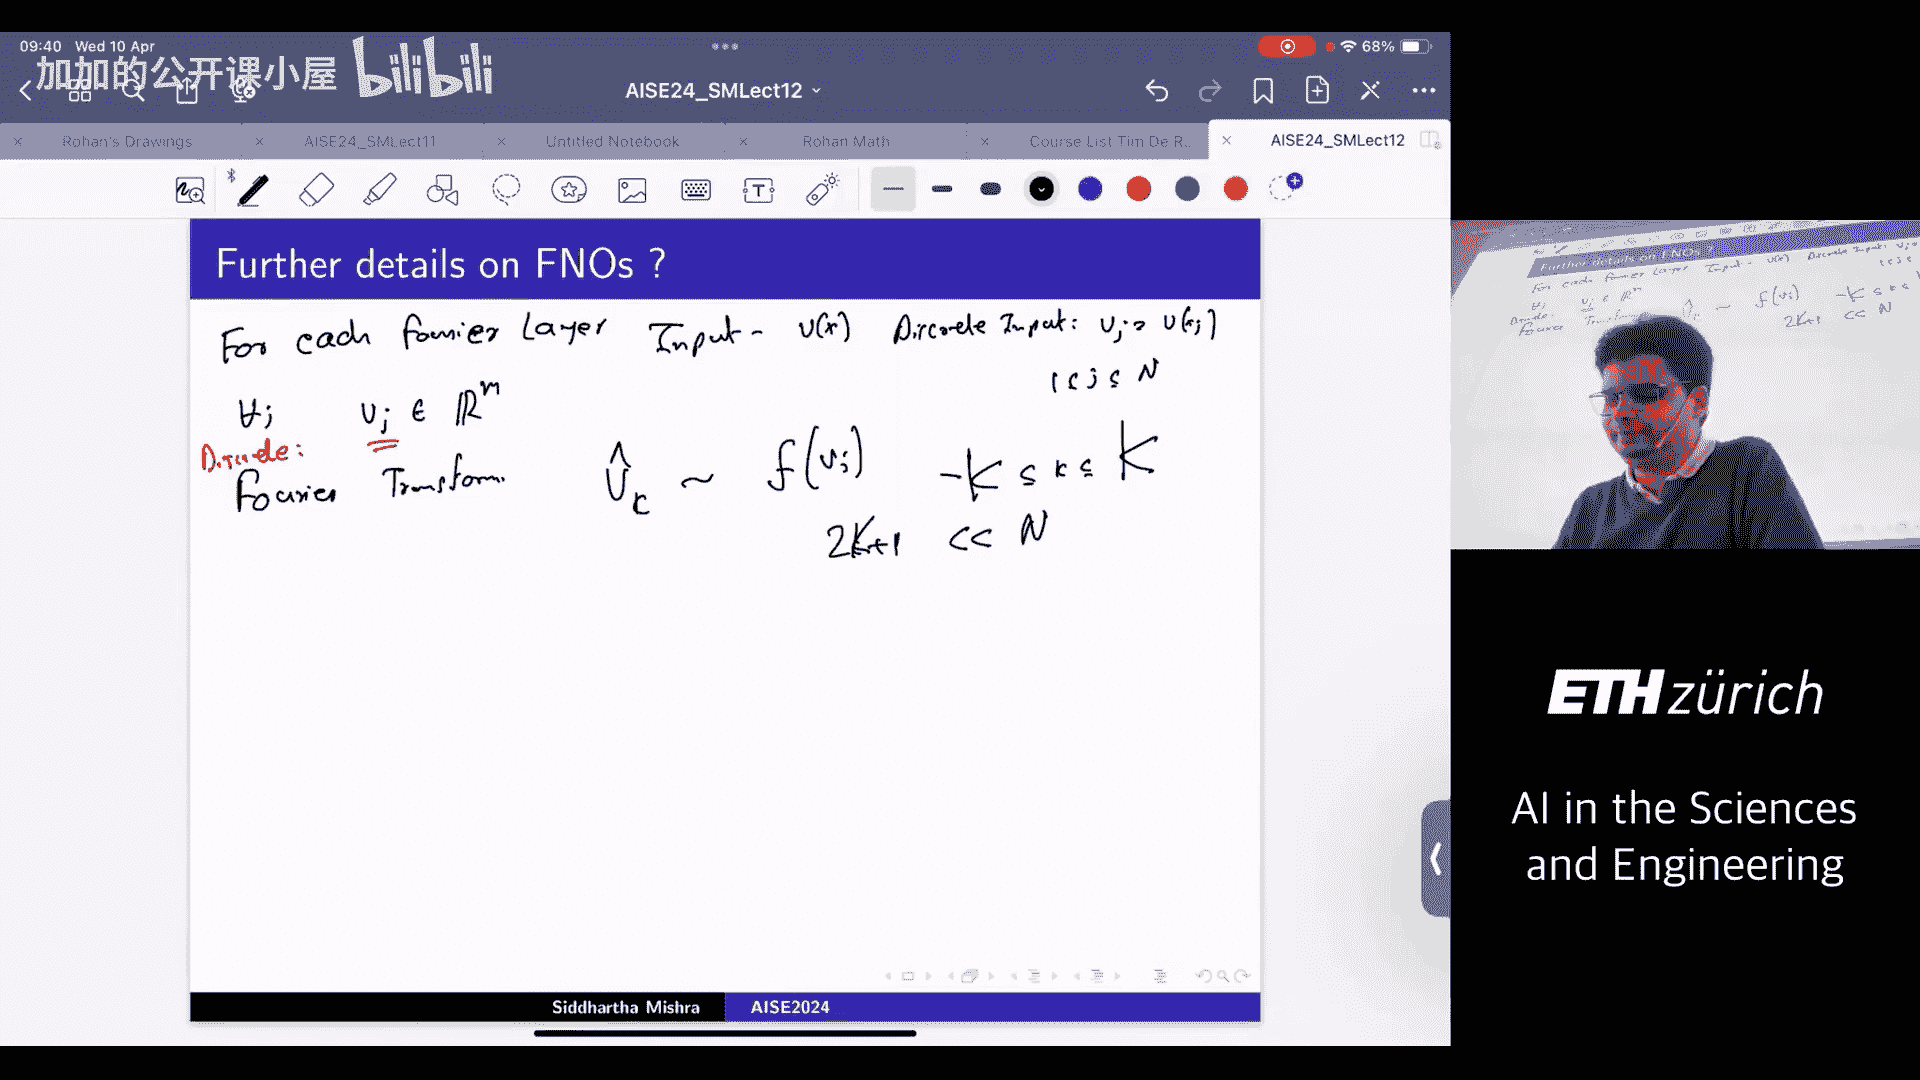 09:40 Wed 10 Apr
68%
加加的公开课小屋 bilibili
AISE24_SMLect12
Rohan's Drawings
AISE24_SMLect11
Untitled Notebook
Rohan Math
Course List Tim De R..
AISE24_SMLect12
Further details on FNOs ?
For each fourier Layer Input - v(x) Discrete Input: vj = v(xj)
1 ≤ j ≤ N
∀j vj ∈ ℝᵐ
Discrete:
Fourier Transform v̂k ~ f(vj) -K ≤ k ≤ K
2K+1 << N
Siddhartha Mishra AISE2024
ETH zürich
AI in the Sciences
and Engineering